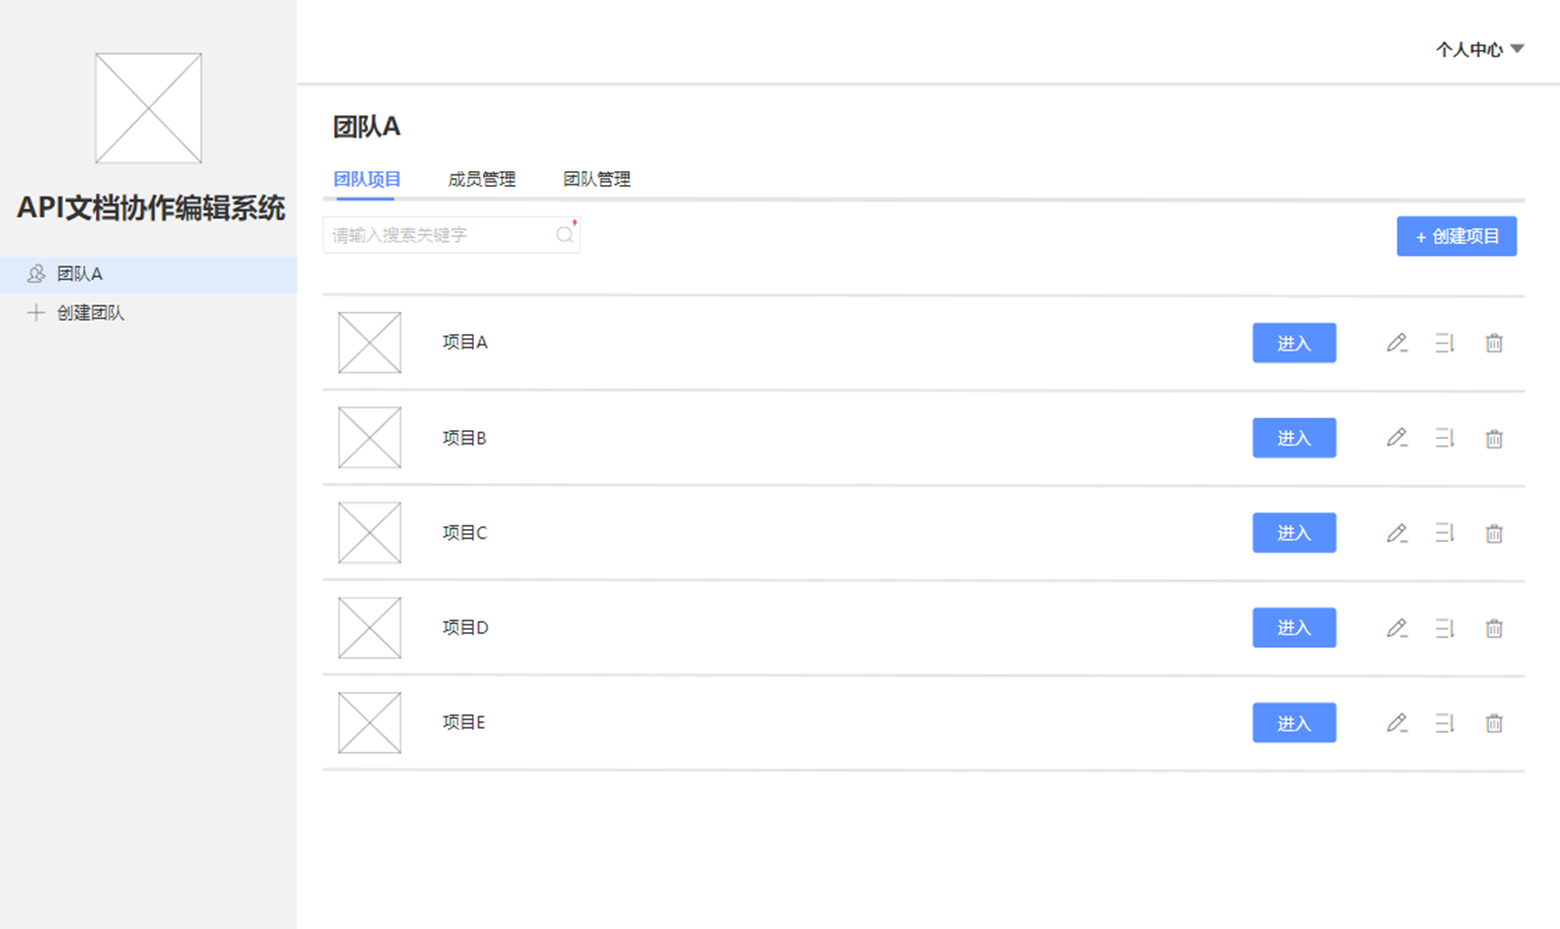 个人中心
API文档协作编辑系统
团队A
创建团队
团队A
团队项目 成员管理 团队管理
请输入搜索关键字
+ 创建项目
项目A 进入
项目B 进入
项目C 进入
项目D 进入
项目E 进入